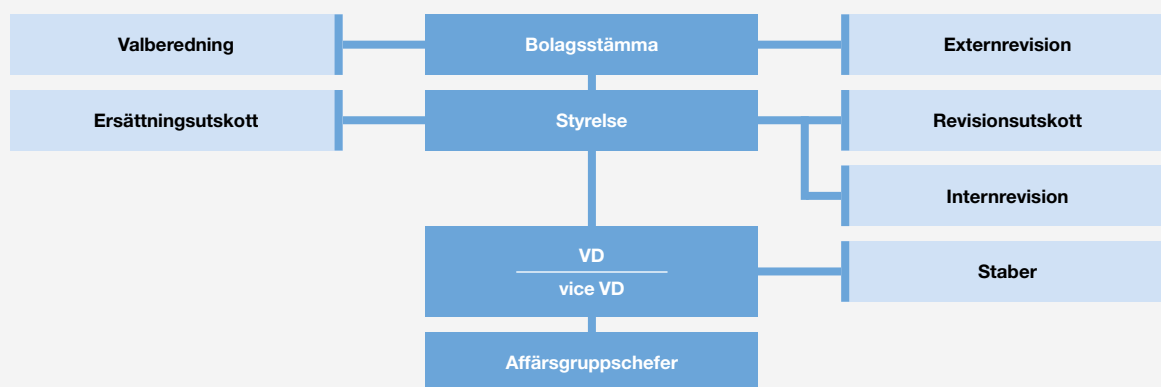 Valberedning
Bolagsstämma
Externrevision
Ersättningsutskott
Styrelse
Revisionsutskott
Internrevision
VD
vice VD
Staber
Affärsgruppschefer